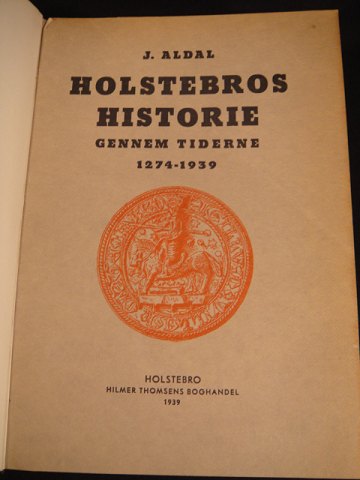 J. ALDAL
HOLSTEBROS
HISTORIE
GENNEM TIDERNE
1274-1939
HOLSTEBRO
HILMER THOMSENS BOGHANDEL
1939